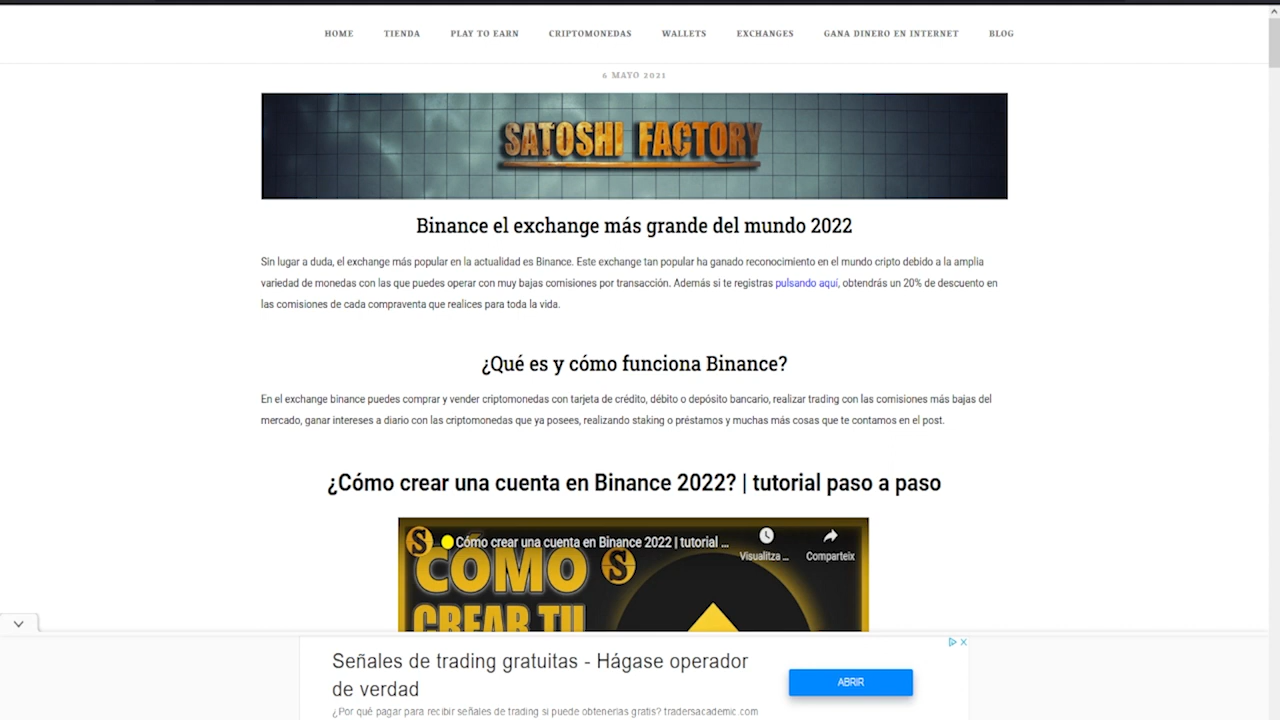 HOME TIENDA PLAY TO EARN CRIPTOMONEDAS WALLETS EXCHANGES GANA DINERO EN INTERNET BLOG
6 MAYO 2021
SATOSHI FACTORY
Binance el exchange más grande del mundo 2022
Sin lugar a duda, el exchange más popular en la actualidad es Binance. Este exchange tan popular ha ganado reconocimiento en el mundo cripto debido a la amplia
variedad de monedas con las que puedes operar con muy bajas comisiones por transacción. Además si te registras pulsando aquí, obtendrás un 20% de descuento en
las comisiones de cada compraventa que realices para toda la vida.
¿Qué es y cómo funciona Binance?
En el exchange binance puedes comprar y vender criptomonedas con tarjeta de crédito, débito o depósito bancario, realizar trading con las comisiones más bajas del
mercado, ganar intereses a diario con las criptomonedas que ya posees, realizando staking o préstamos y muchas más cosas que te contamos en el post.
¿Cómo crear una cuenta en Binance 2022? | tutorial paso a paso
Cómo crear una cuenta en Binance 2022 | tutorial ...
Visualitza ... Comparteix
CÓMO
CREAR TU
Señales de trading gratuitas - Hágase operador
de verdad
ABRIR
¿Por qué pagar para recibir señales de trading si puede obtenerlas gratis? tradersacademic.com